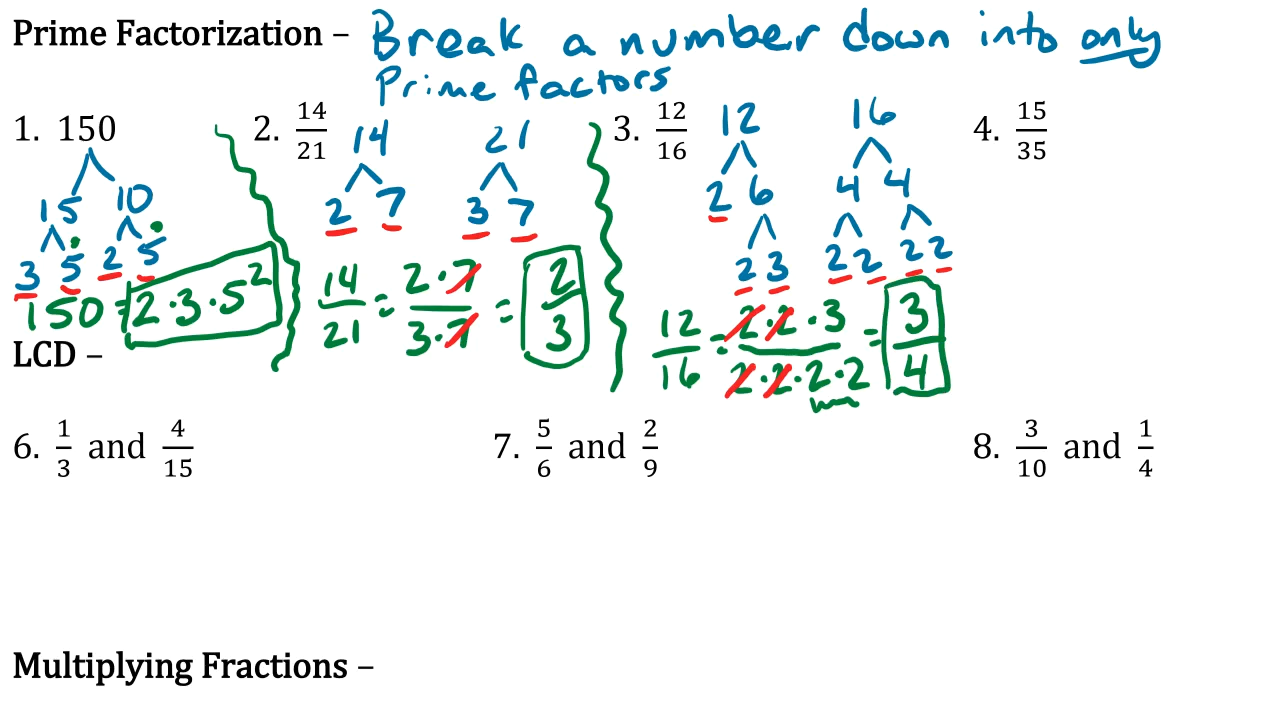 Prime Factorization – Break a number down into only
Prime factors
1. 150
15 10
3 5 2 5
150 = 2·3·5²
2. 14/21
14 21
2 7 3 7
14/21 = 2·7/3·7 = 2/3
3. 12/16
12 16
2 6 4 4
2 3 2 2 2 2
12/16 = 2·2·3/2·2·2·2 = 3/4
4. 15/35
LCD –
6. 1/3 and 4/15
7. 5/6 and 2/9
8. 3/10 and 1/4
Multiplying Fractions –